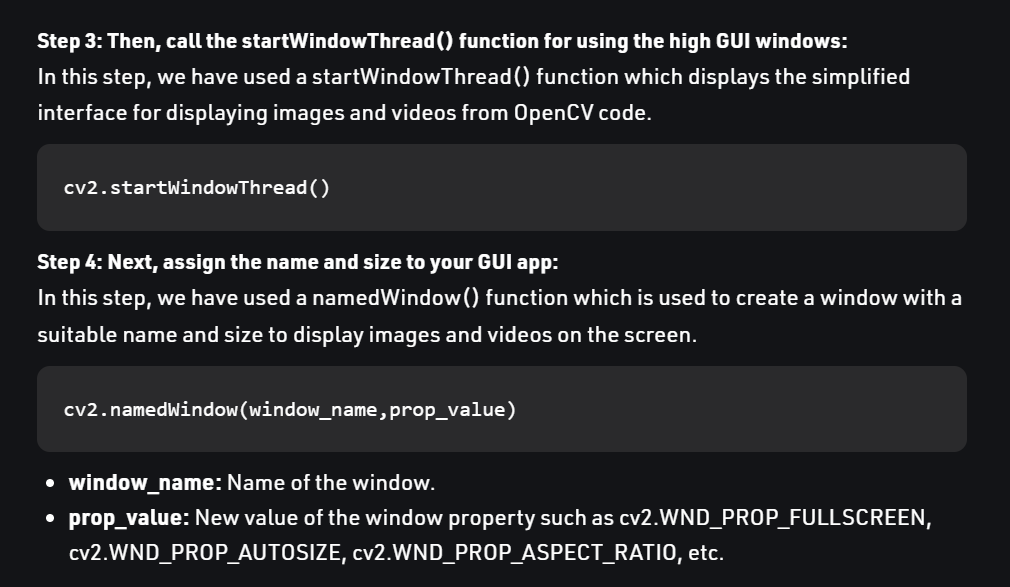 Step 3: Then, call the startWindowThread() function for using the high GUI windows:
In this step, we have used a startWindowThread() function which displays the simplified
interface for displaying images and videos from OpenCV code.
cv2.startWindowThread()
Step 4: Next, assign the name and size to your GUI app:
In this step, we have used a namedWindow() function which is used to create a window with a
suitable name and size to display images and videos on the screen.
cv2.namedWindow(window_name,prop_value)
• window_name: Name of the window.
• prop_value: New value of the window property such as cv2.WND_PROP_FULLSCREEN,
cv2.WND_PROP_AUTOSIZE, cv2.WND_PROP_ASPECT_RATIO, etc.